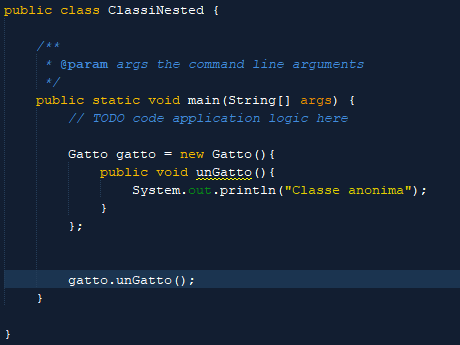 public class ClassiNested {
/**
* @param args the command line arguments
*/
public static void main(String[] args) {
// TODO code application logic here
Gatto gatto = new Gatto(){
public void unGatto(){
System.out.println("Classe anonima");
}
};
gatto.unGatto();
}
}